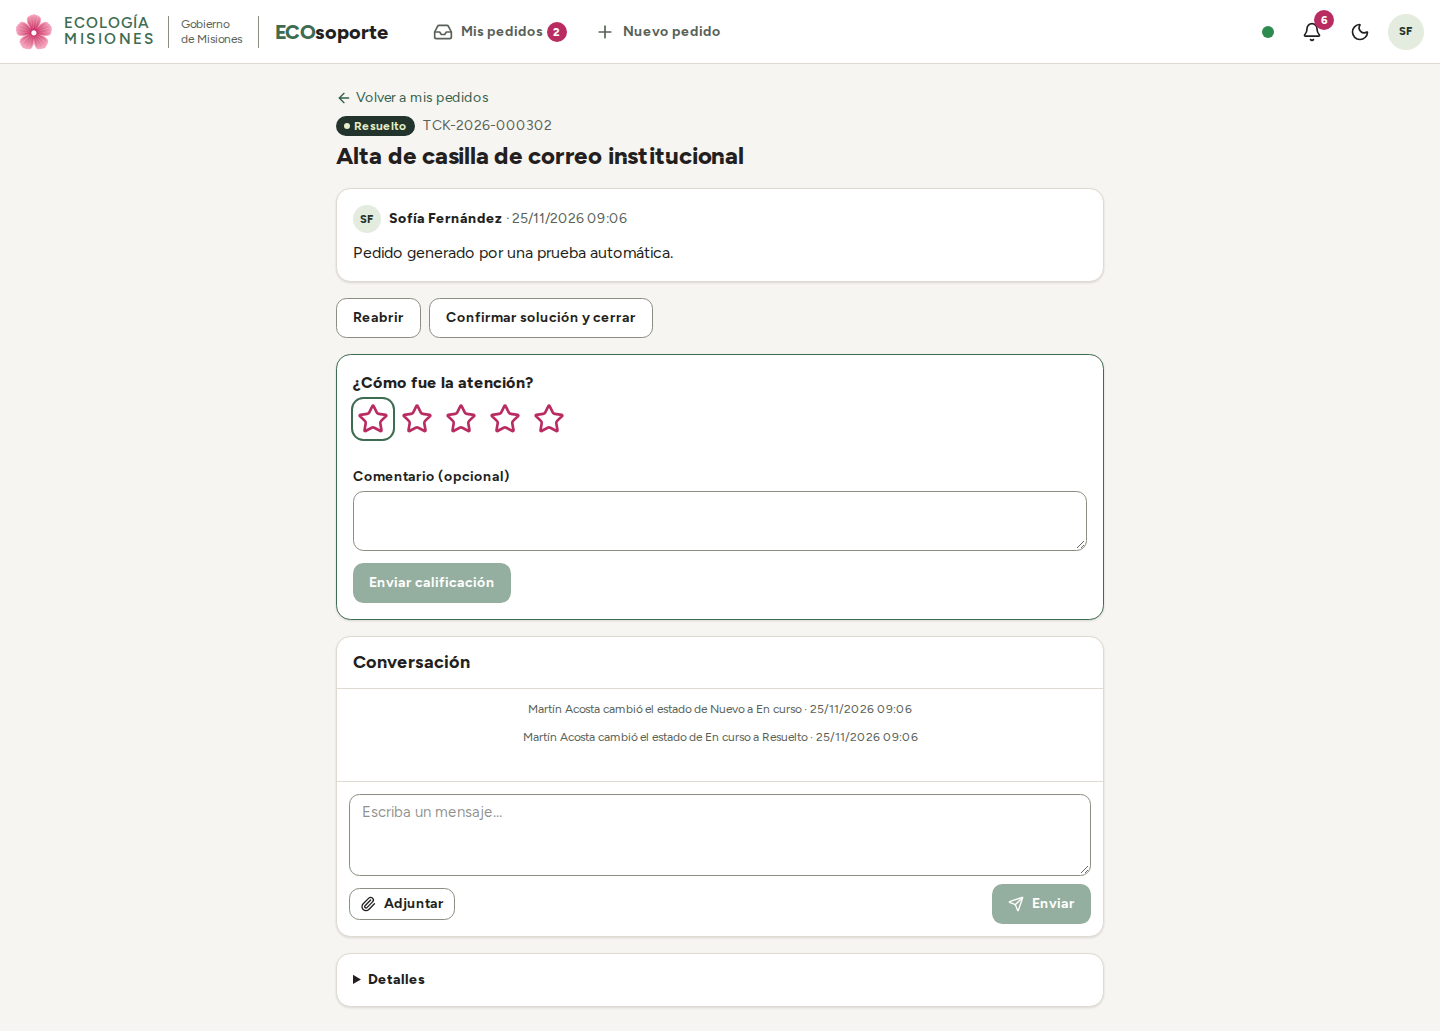 ECOLOGÍA
MISIONES
Gobierno
de Misiones
ECOsoporte
Mis pedidos 2
Nuevo pedido
6
SF
Volver a mis pedidos
Resuelto TCK-2026-000302
Alta de casilla de correo institucional
SF Sofía Fernández · 25/11/2026 09:06
Pedido generado por una prueba automática.
Reabrir
Confirmar solución y cerrar
¿Cómo fue la atención?
Comentario (opcional)
Enviar calificación
Conversación
Martín Acosta cambió el estado de Nuevo a En curso · 25/11/2026 09:06
Martín Acosta cambió el estado de En curso a Resuelto · 25/11/2026 09:06
Escriba un mensaje...
Adjuntar
Enviar
Detalles